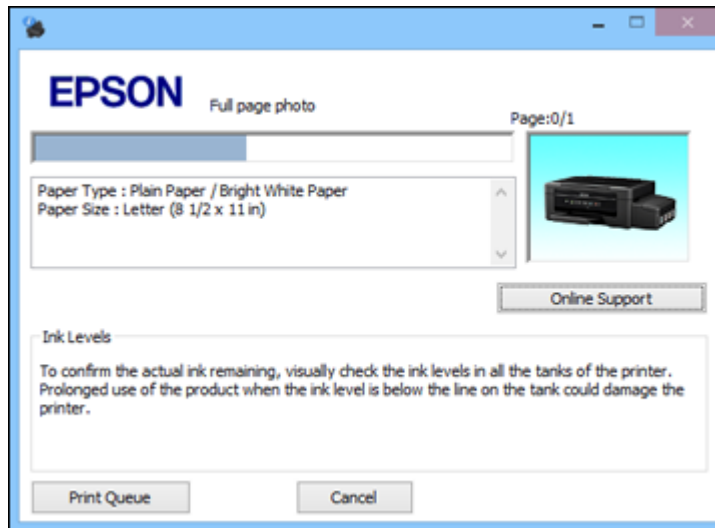 EPSON
Full page photo
Page:0/1
Paper Type : Plain Paper / Bright White Paper
Paper Size : Letter (8 1/2 x 11 in)
Online Support
Ink Levels
To confirm the actual ink remaining, visually check the ink levels in all the tanks of the printer.
Prolonged use of the product when the ink level is below the line on the tank could damage the
printer.
Print Queue
Cancel